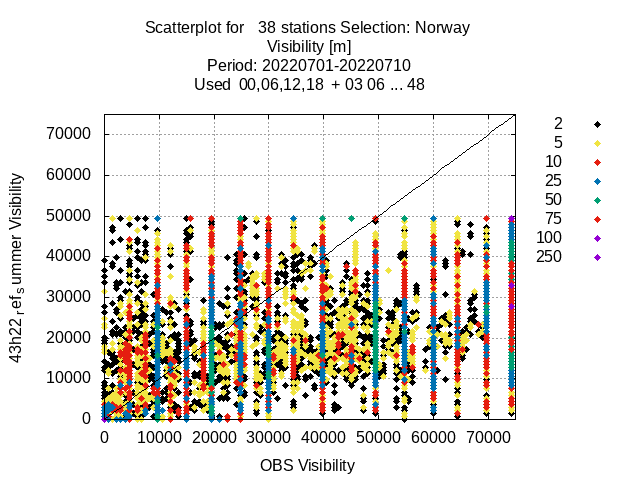 Scatterplot for 38 stations Selection: Norway
Visibility [m]
Period: 20220701-20220710
Used 00,06,12,18 + 03 06 ... 48
43h22_ref_summer Visibility
70000
60000
50000
40000
30000
20000
10000
0
0 10000 20000 30000 40000 50000 60000 70000
OBS Visibility
2
5
10
25
50
75
100
250